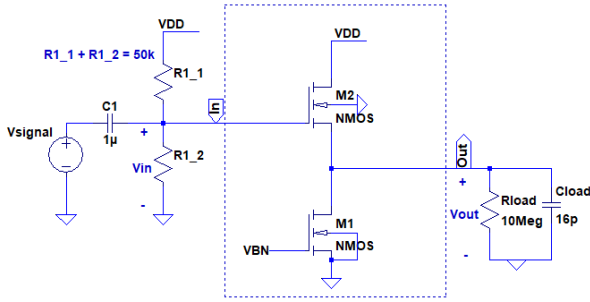 VDD
R1_1 + R1_2 = 50k
R1_1
C1
1µ
Vsignal
+
Vin
-
R1_2
In
VDD
M2
NMOS
Out
+
Vout
-
Rload
10Meg
Cload
16p
M1
NMOS
VBN